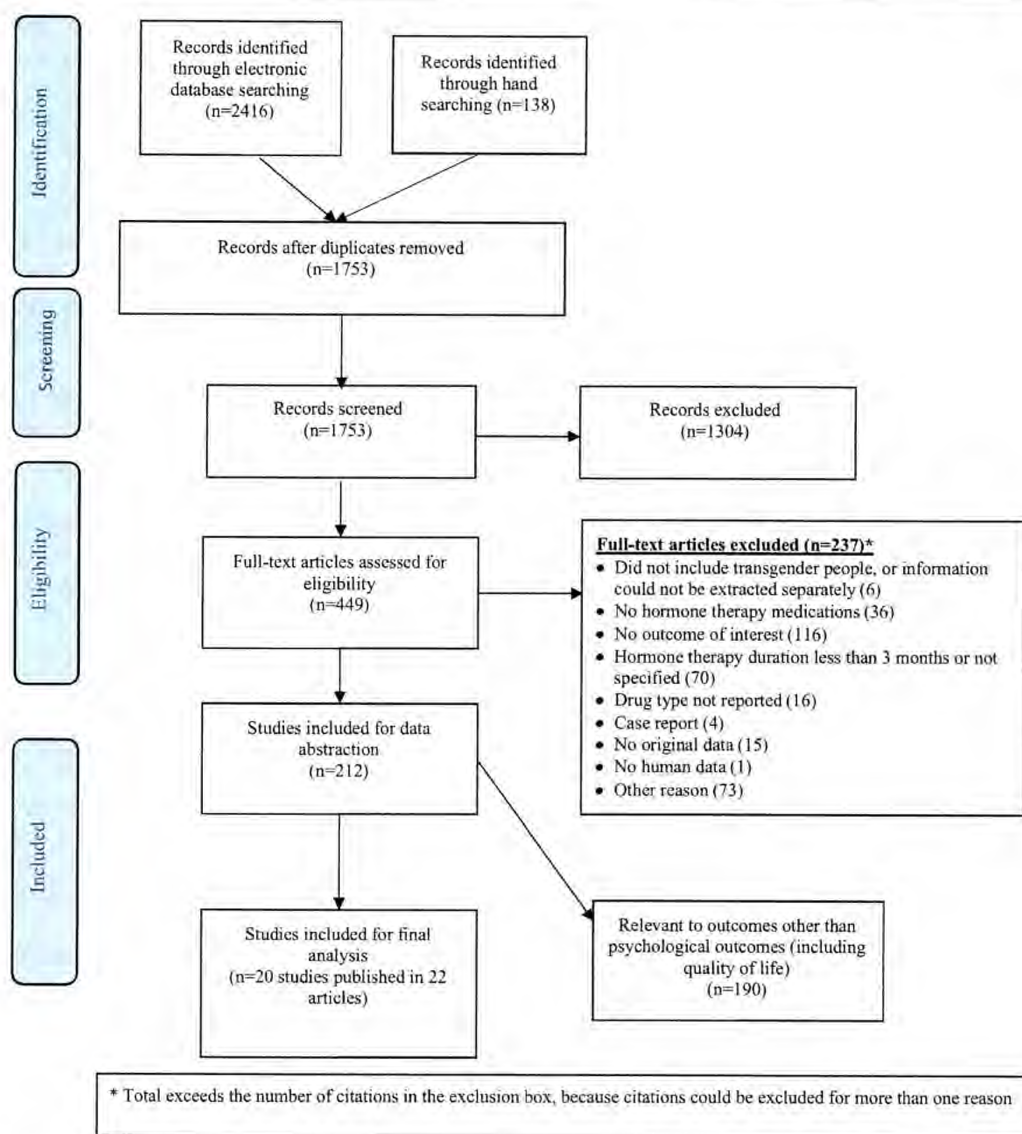 Identification
Records identified
through electronic
database searching
(n=2416)
Records identified
through hand
searching (n=138)
Records after duplicates removed
(n=1753)
Screening
Records screened
(n=1753)
Records excluded
(n=1304)
Eligibility
Full-text articles assessed for
eligibility
(n=449)
Full-text articles excluded (n=237)*
• Did not include transgender people, or information
could not be extracted separately (6)
• No hormone therapy medications (36)
• No outcome of interest (116)
• Hormone therapy duration less than 3 months or not
specified (70)
• Drug type not reported (16)
• Case report (4)
• No original data (15)
• No human data (1)
• Other reason (73)
Studies included for data
abstraction
(n=212)
Included
Studies included for final
analysis
(n=20 studies published in 22
articles)
Relevant to outcomes other than
psychological outcomes (including
quality of life)
(n=190)
* Total exceeds the number of citations in the exclusion box, because citations could be excluded for more than one reason